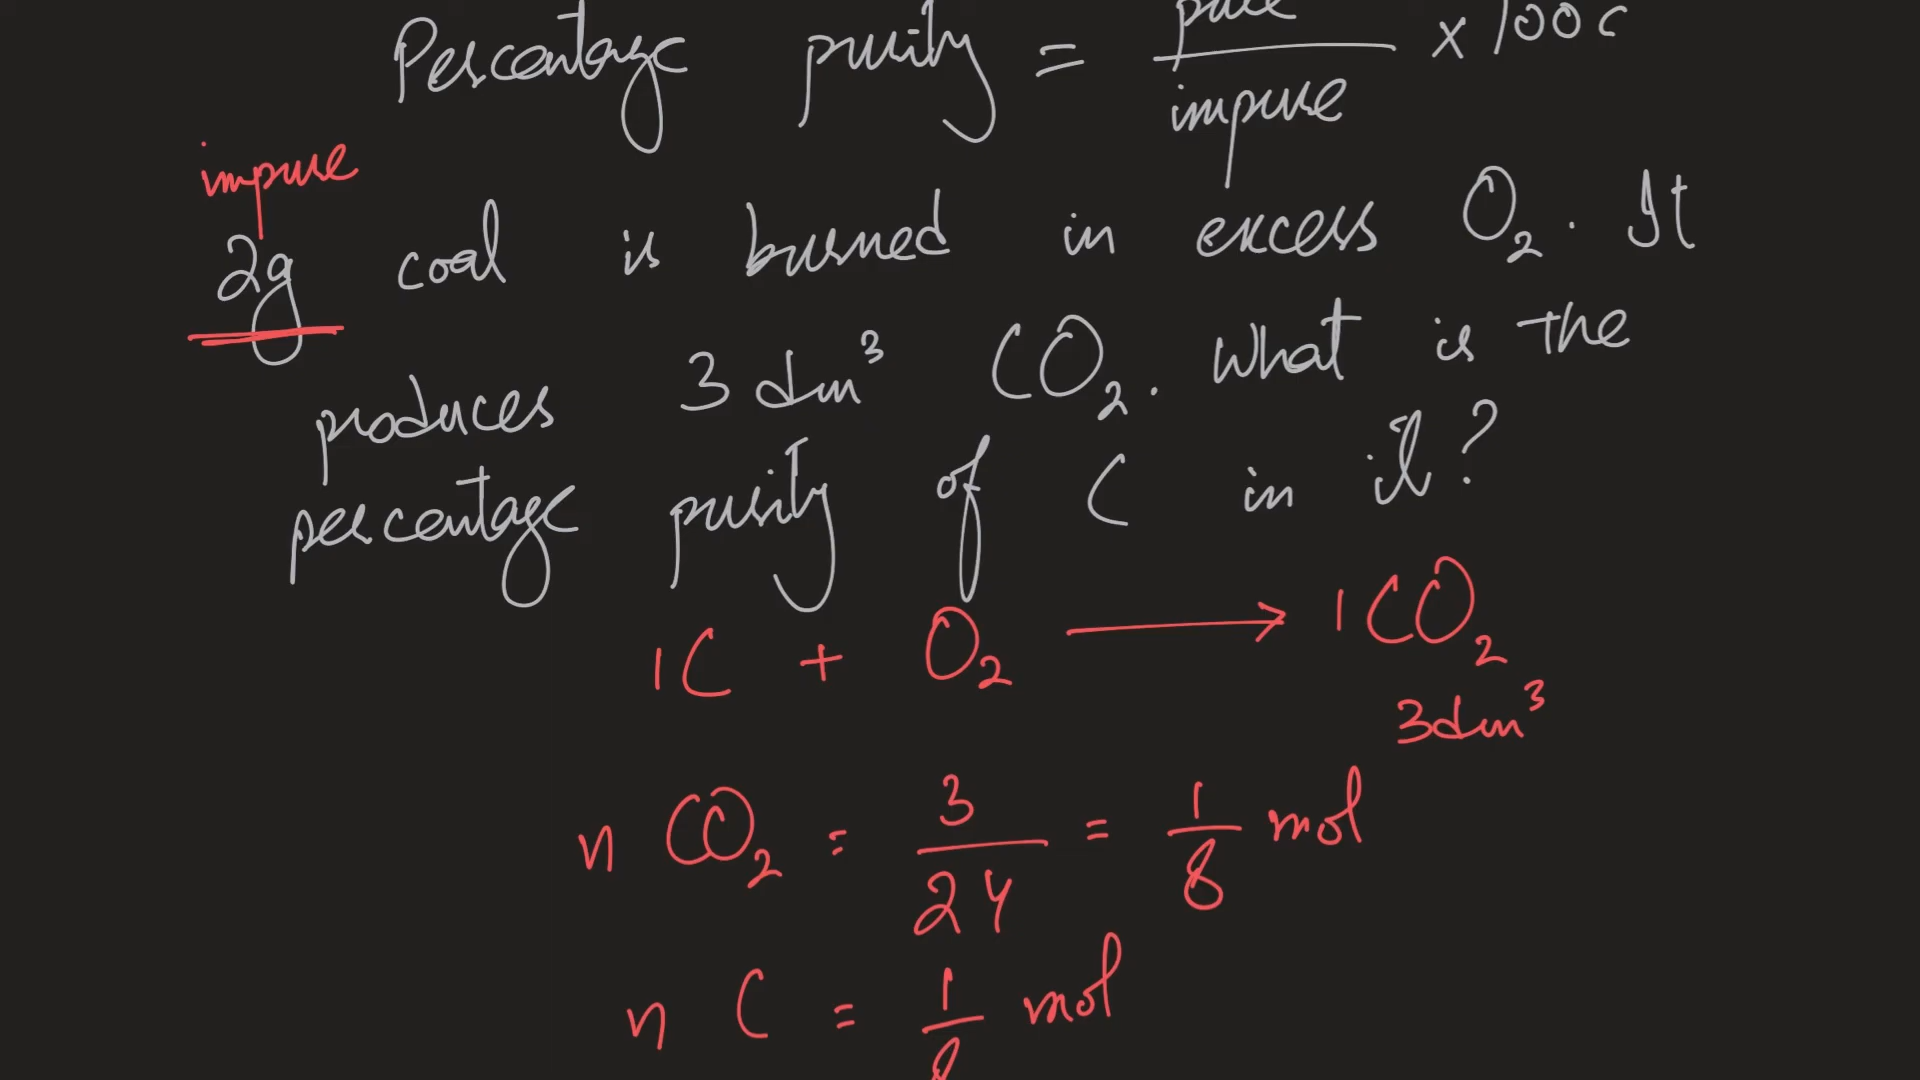 Percentage purity = pure / impure × 100
impure
2g coal is burned in excess O₂. It
produces 3 dm³ CO₂. What is the
percentage purity of C in it?
1C + O₂ → 1CO₂
3dm³
n CO₂ = 3/24 = 1/8 mol
n C = 1/8 mol